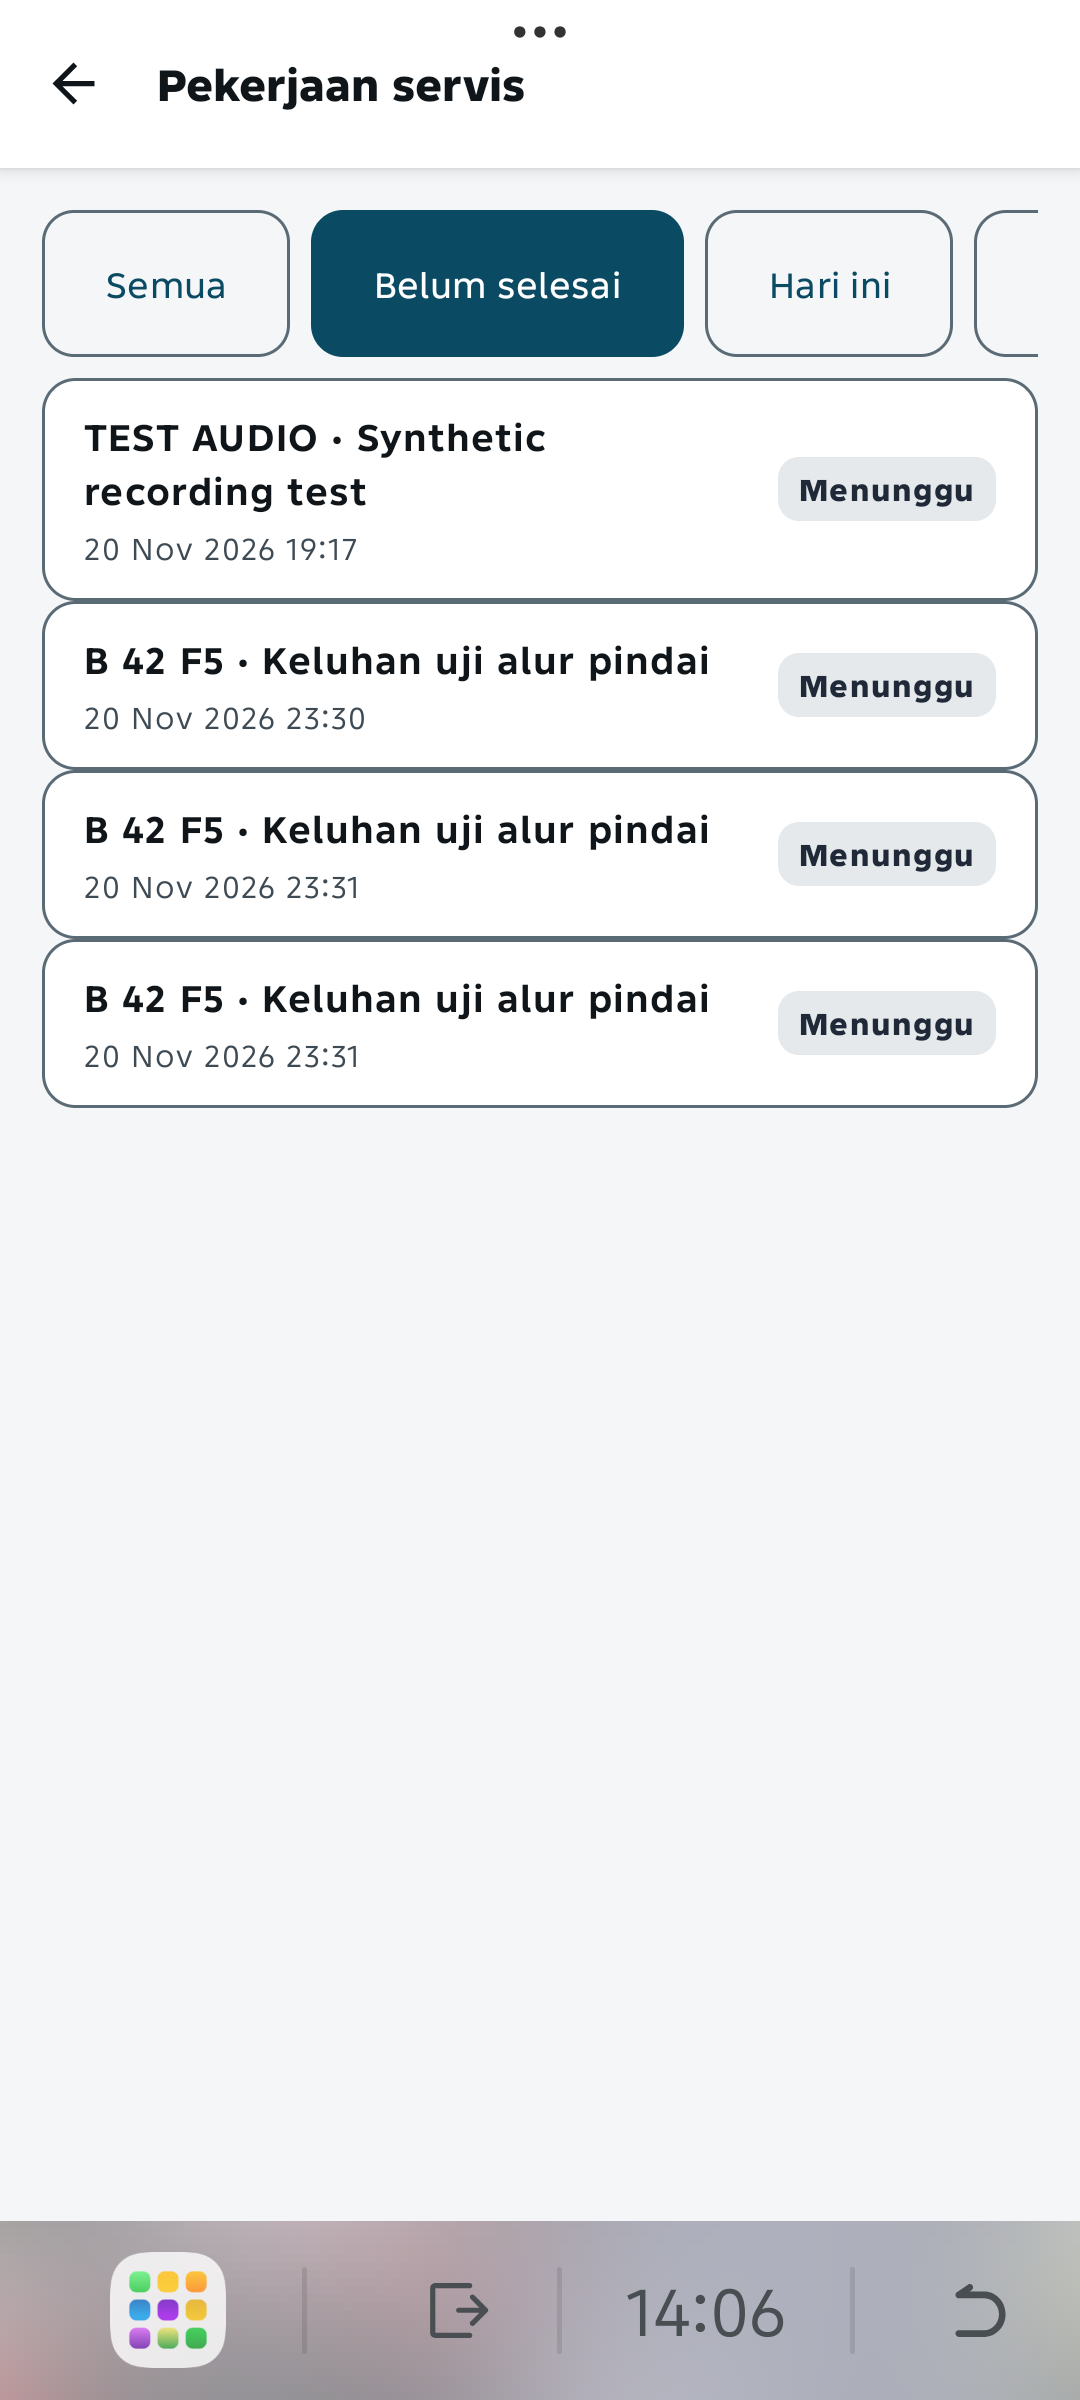 Pekerjaan servis
Semua
Belum selesai
Hari ini
TEST AUDIO · Synthetic
recording test
20 Nov 2026 19:17
Menunggu
B 42 F5 · Keluhan uji alur pindai
20 Nov 2026 23:30
Menunggu
B 42 F5 · Keluhan uji alur pindai
20 Nov 2026 23:31
Menunggu
B 42 F5 · Keluhan uji alur pindai
20 Nov 2026 23:31
Menunggu
14:06